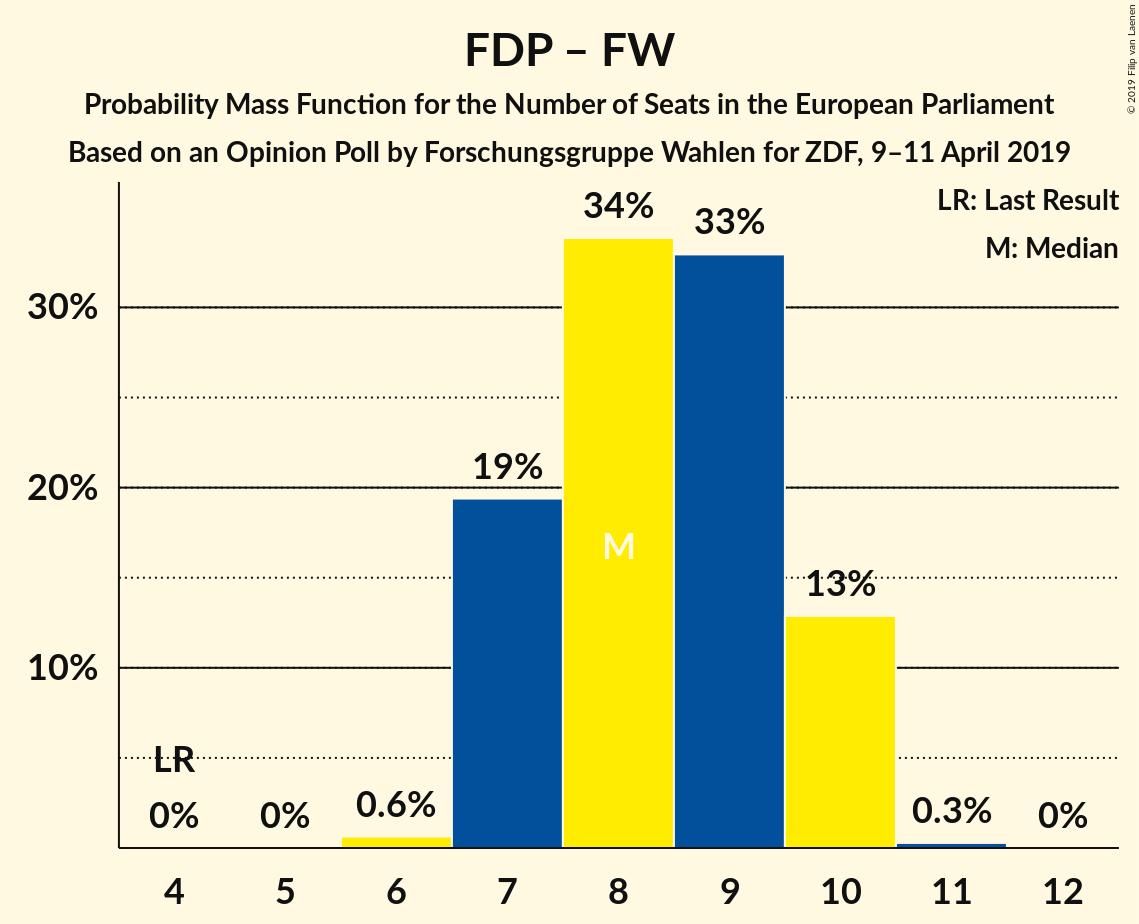 FDP – FW
Probability Mass Function for the Number of Seats in the European Parliament
Based on an Opinion Poll by Forschungsgruppe Wahlen for ZDF, 9–11 April 2019
© 2019 Filip van Laenen
LR: Last Result
M: Median
34%
33%
30%
19%
20%
M
13%
10%
LR
0%
0%
0.6%
0.3%
0%
4 5 6 7 8 9 10 11 12